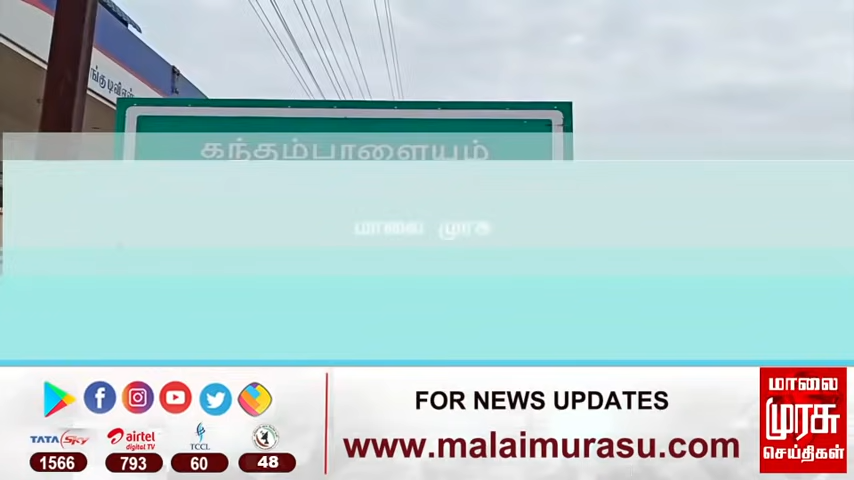 கந்தம்பாளையம்
மாலை முரசு
FOR NEWS UPDATES
www.malaimurasu.com
TATA SKY
1566
airtel
digital TV
793
TCCL
60
48
மாலை
முரசு
செய்திகள்